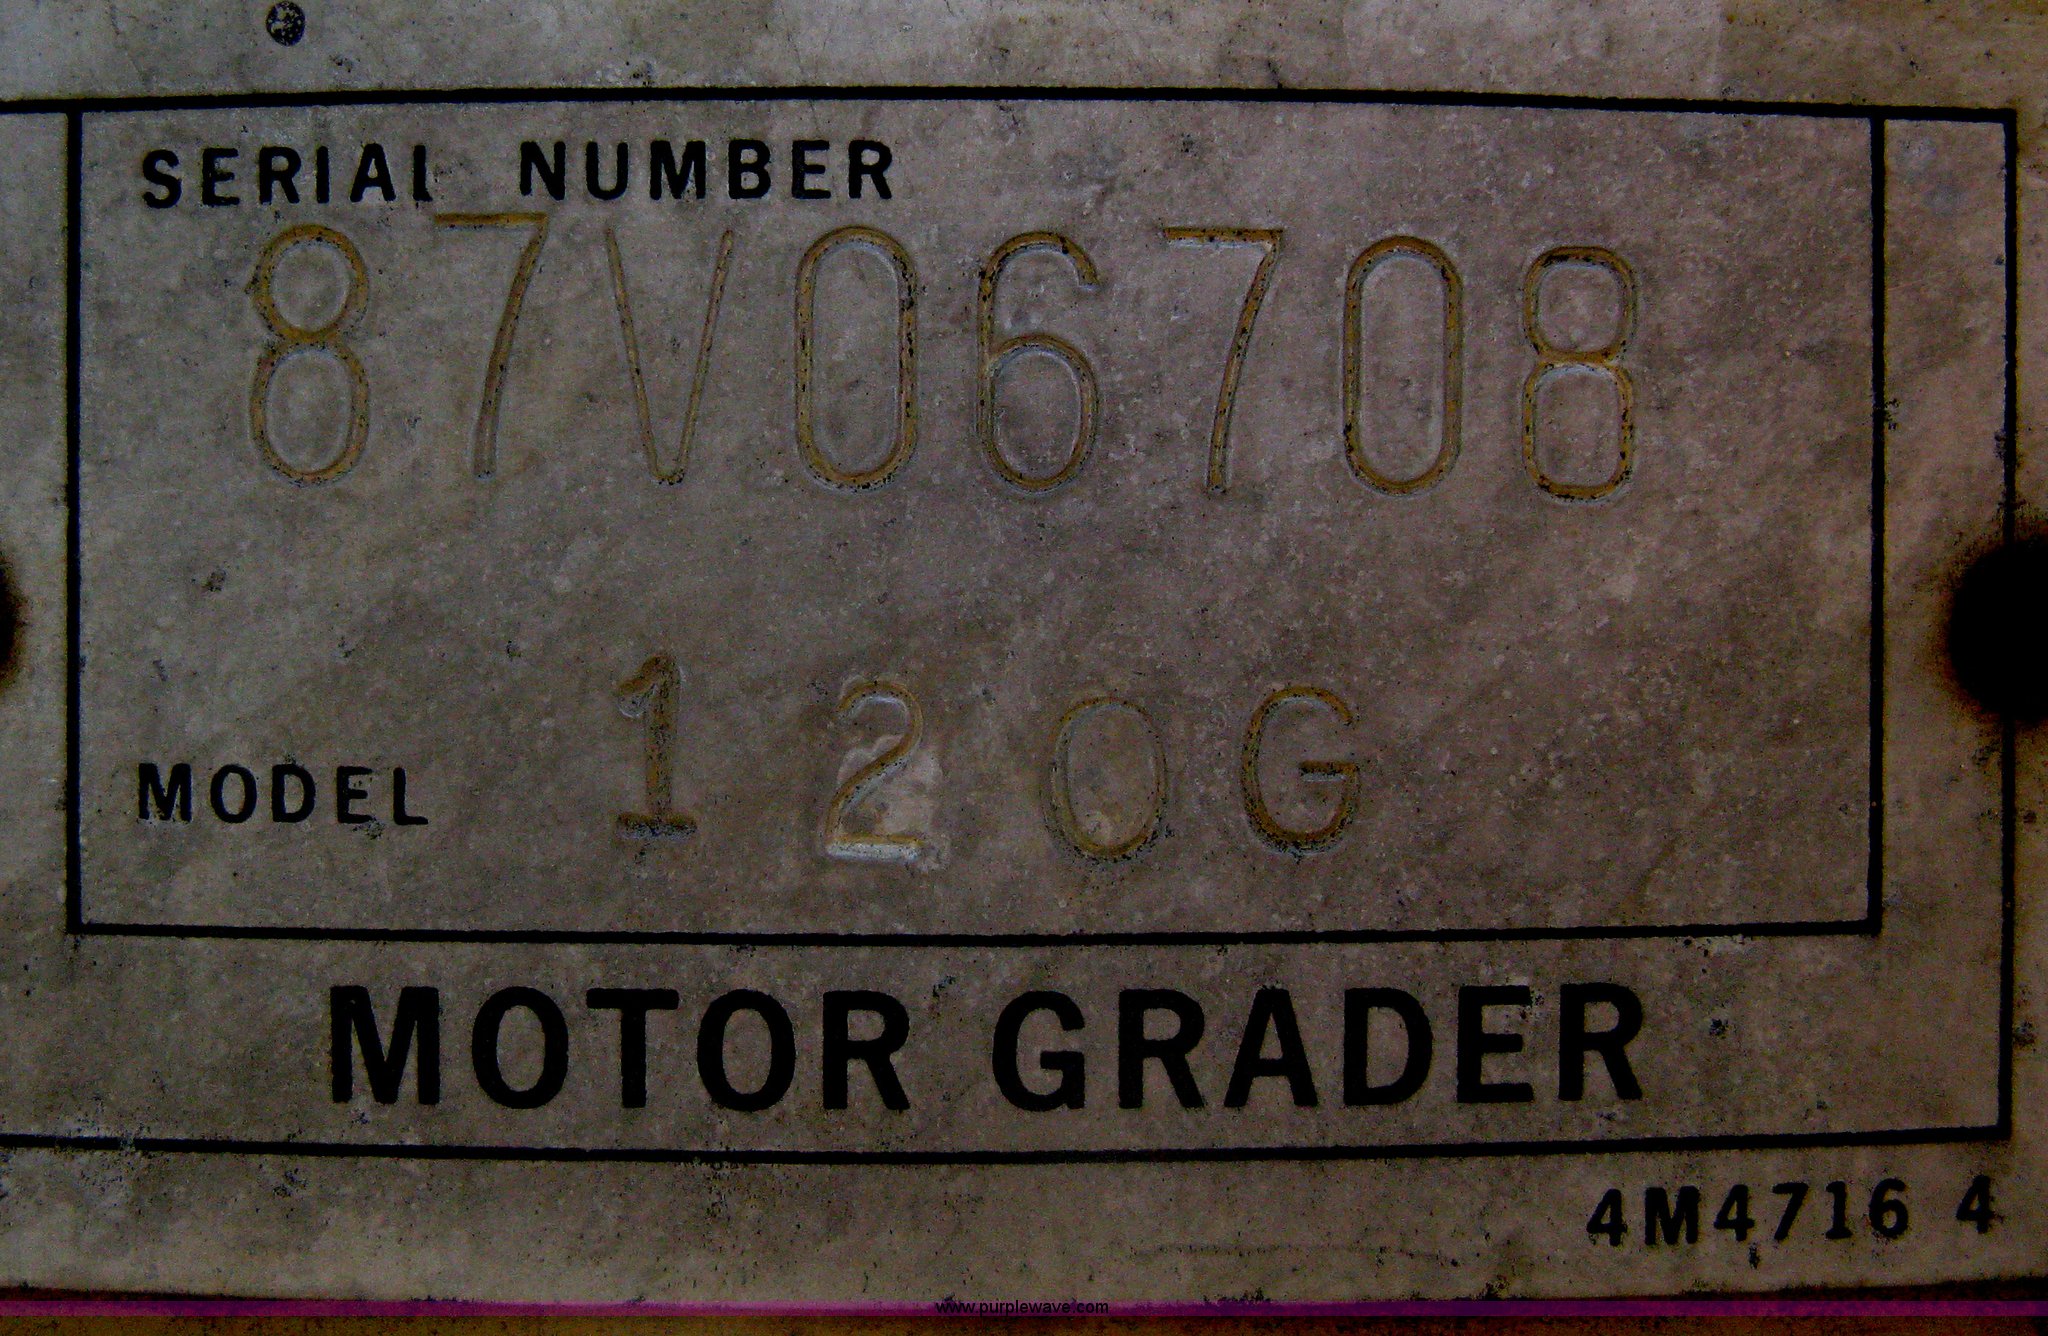 SERIAL NUMBER
87V06708
MODEL 120G
MOTOR GRADER
4M4716 4
www.purplewave.com